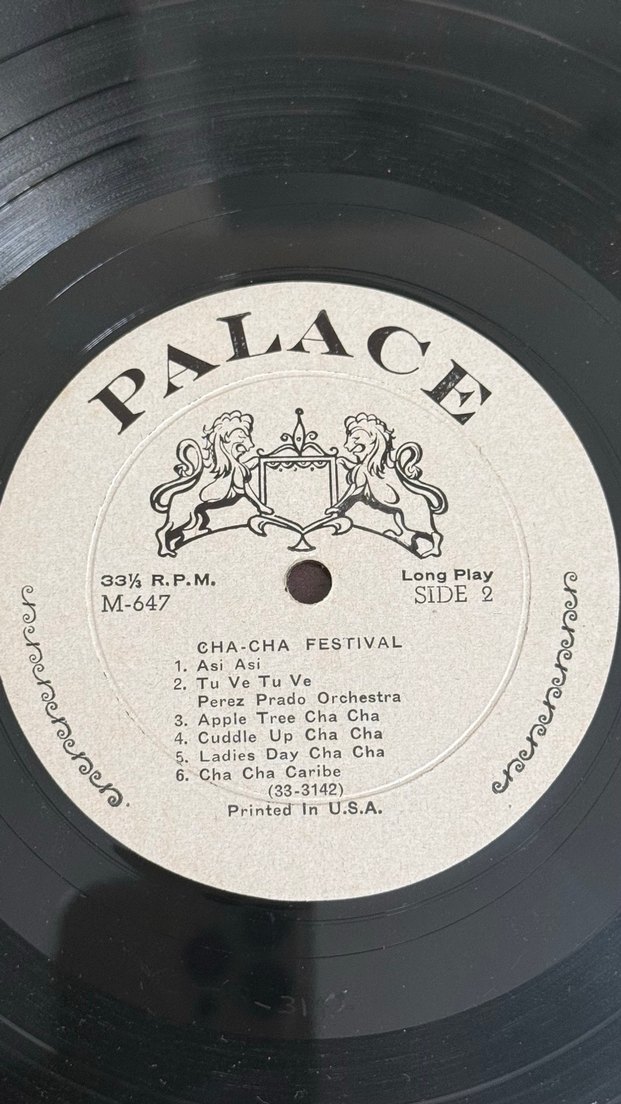 PALACE
33⅓ R.P.M.
M-647
Long Play
SIDE 2
CHA-CHA FESTIVAL
1. Asi Asi
2. Tu Ve Tu Ve
Perez Prado Orchestra
3. Apple Tree Cha Cha
4. Cuddle Up Cha Cha
5. Ladies Day Cha Cha
6. Cha Cha Caribe
(33-3142)
Printed In U.S.A.